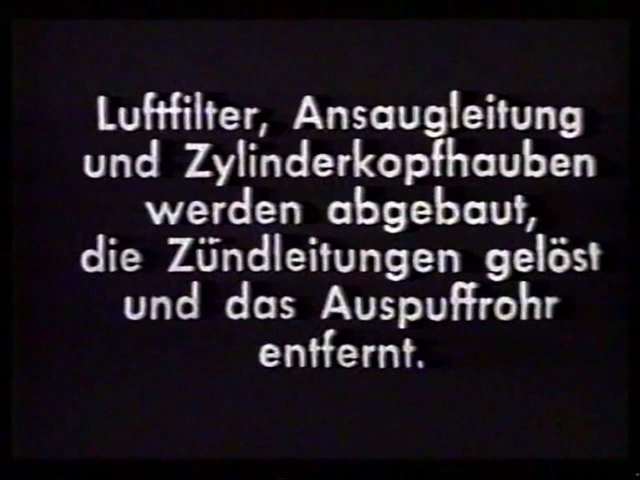 Luftfilter, Ansaugleitung
und Zylinderkopfhauben
werden abgebaut,
die Zündleitungen gelöst
und das Auspuffrohr
entfernt.